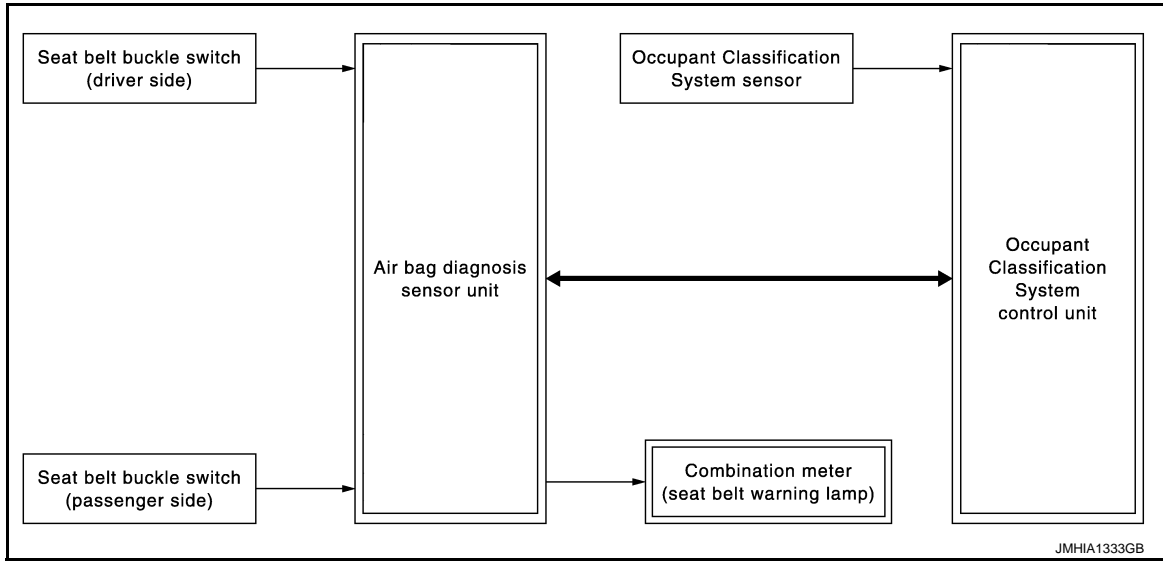 Seat belt buckle switch
(driver side)
Occupant Classification
System sensor
Air bag diagnosis
sensor unit
Occupant
Classification
System
control unit
Seat belt buckle switch
(passenger side)
Combination meter
(seat belt warning lamp)
JMHIA1333GB